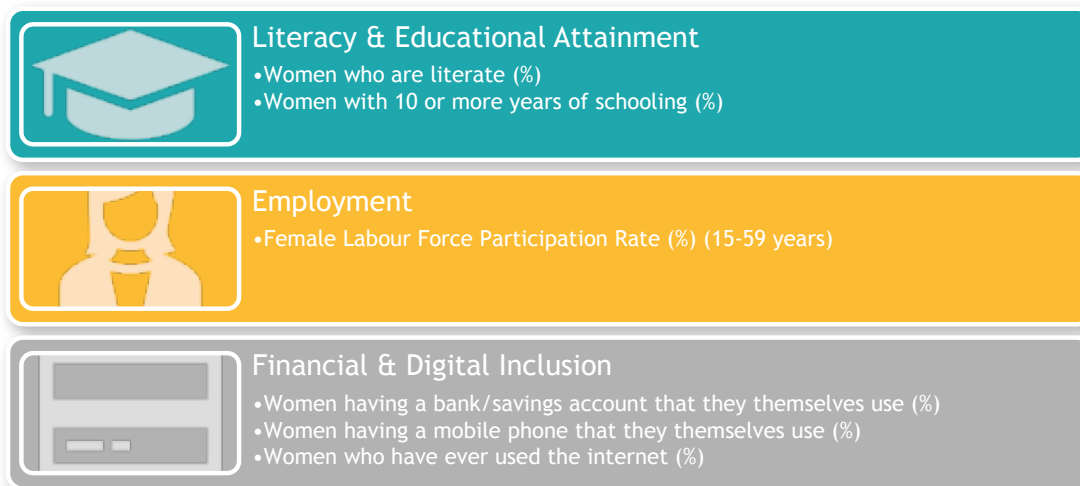 Literacy & Educational Attainment
•Women who are literate (%)
•Women with 10 or more years of schooling (%)
Employment
•Female Labour Force Participation Rate (%) (15-59 years)
Financial & Digital Inclusion
•Women having a bank/savings account that they themselves use (%)
•Women having a mobile phone that they themselves use (%)
•Women who have ever used the internet (%)